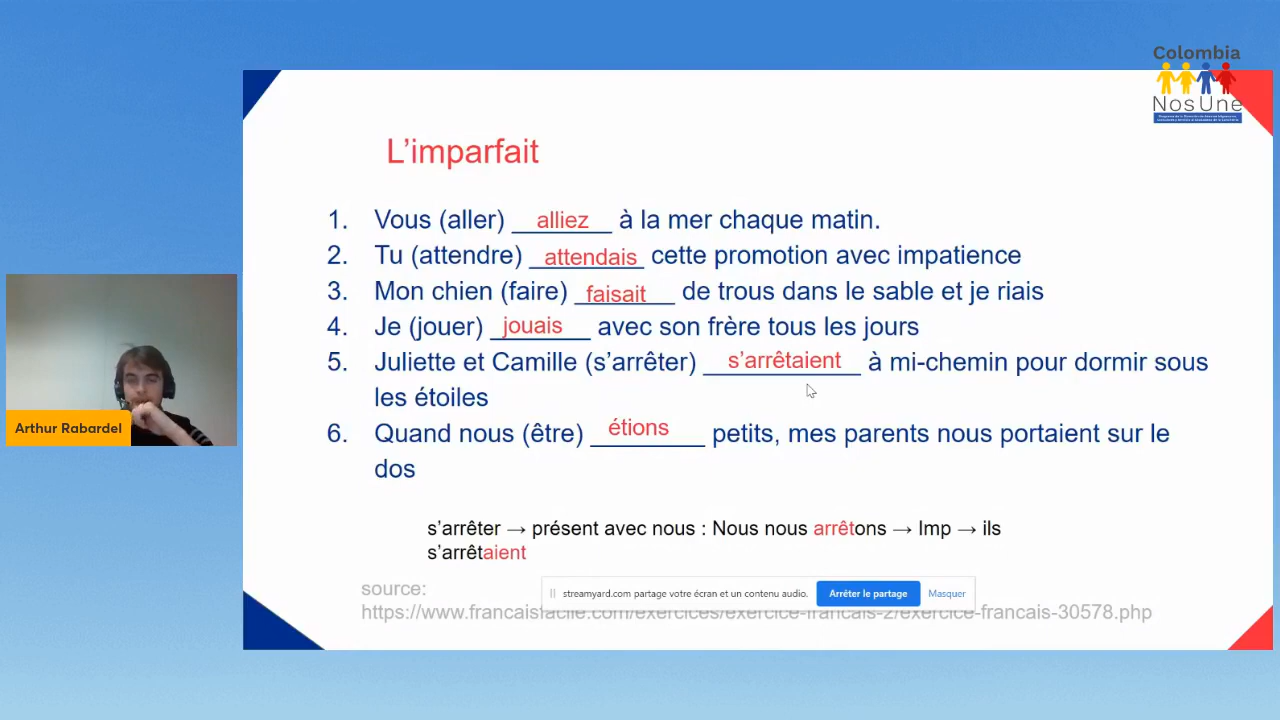 Colombia
NosUne
L'imparfait
1. Vous (aller) alliez à la mer chaque matin.
2. Tu (attendre) attendais cette promotion avec impatience
3. Mon chien (faire) faisait de trous dans le sable et je riais
4. Je (jouer) jouais avec son frère tous les jours
5. Juliette et Camille (s'arrêter) s'arrêtaient à mi-chemin pour dormir sous
les étoiles
6. Quand nous (être) étions petits, mes parents nous portaient sur le
dos
Arthur Rabardel
s'arrêter → présent avec nous : Nous nous arrêtons → Imp → ils
s'arrêtaient
source:
streamyard.com partage votre écran et un contenu audio. Arrêter le partage Masquer
https://www.francaisfacile.com/exercices/exercice-francais-2/exercice-francais-30578.php